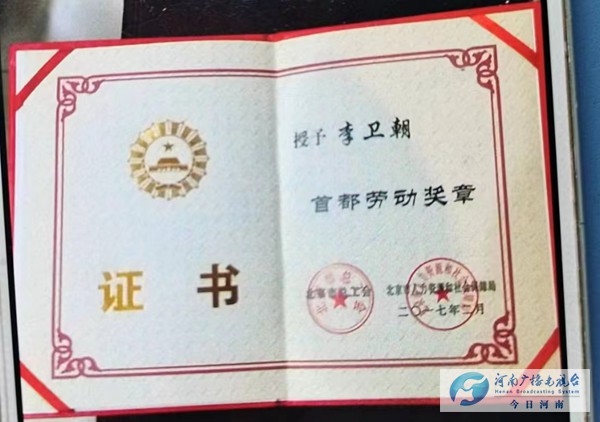 证书
授予 李卫朝
首都劳动奖章
北京市总工会
北京市人力资源和社会保障局
二〇一七年二月
河南广播电视台
Henan Broadcasting System
今日河南